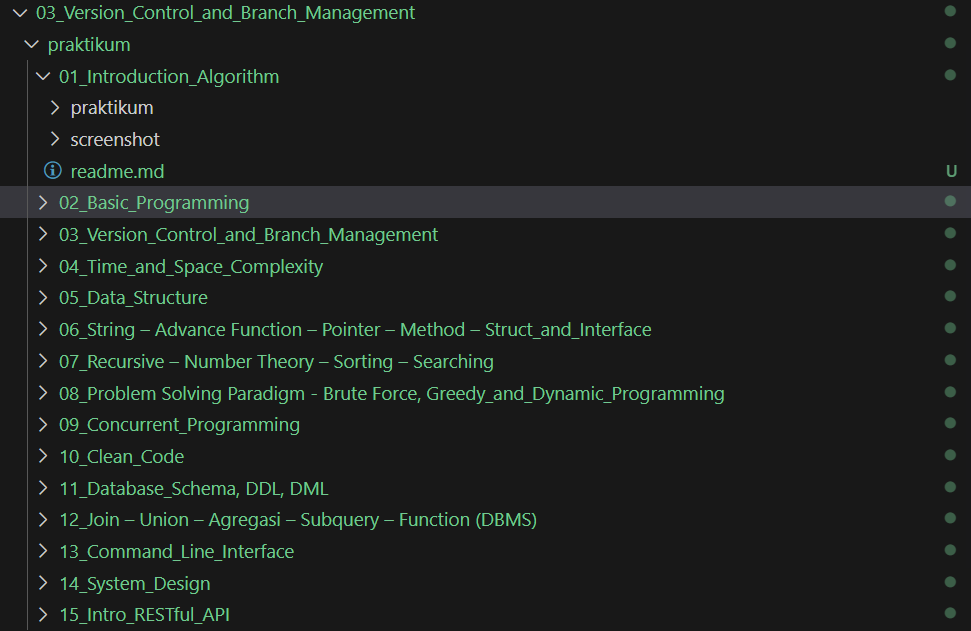 03_Version_Control_and_Branch_Management
praktikum
01_Introduction_Algorithm
praktikum
screenshot
readme.md U
02_Basic_Programming
03_Version_Control_and_Branch_Management
04_Time_and_Space_Complexity
05_Data_Structure
06_String – Advance Function – Pointer – Method – Struct_and_Interface
07_Recursive – Number Theory – Sorting – Searching
08_Problem Solving Paradigm - Brute Force, Greedy_and_Dynamic_Programming
09_Concurrent_Programming
10_Clean_Code
11_Database_Schema, DDL, DML
12_Join – Union – Agregasi – Subquery – Function (DBMS)
13_Command_Line_Interface
14_System_Design
15_Intro_RESTful_API